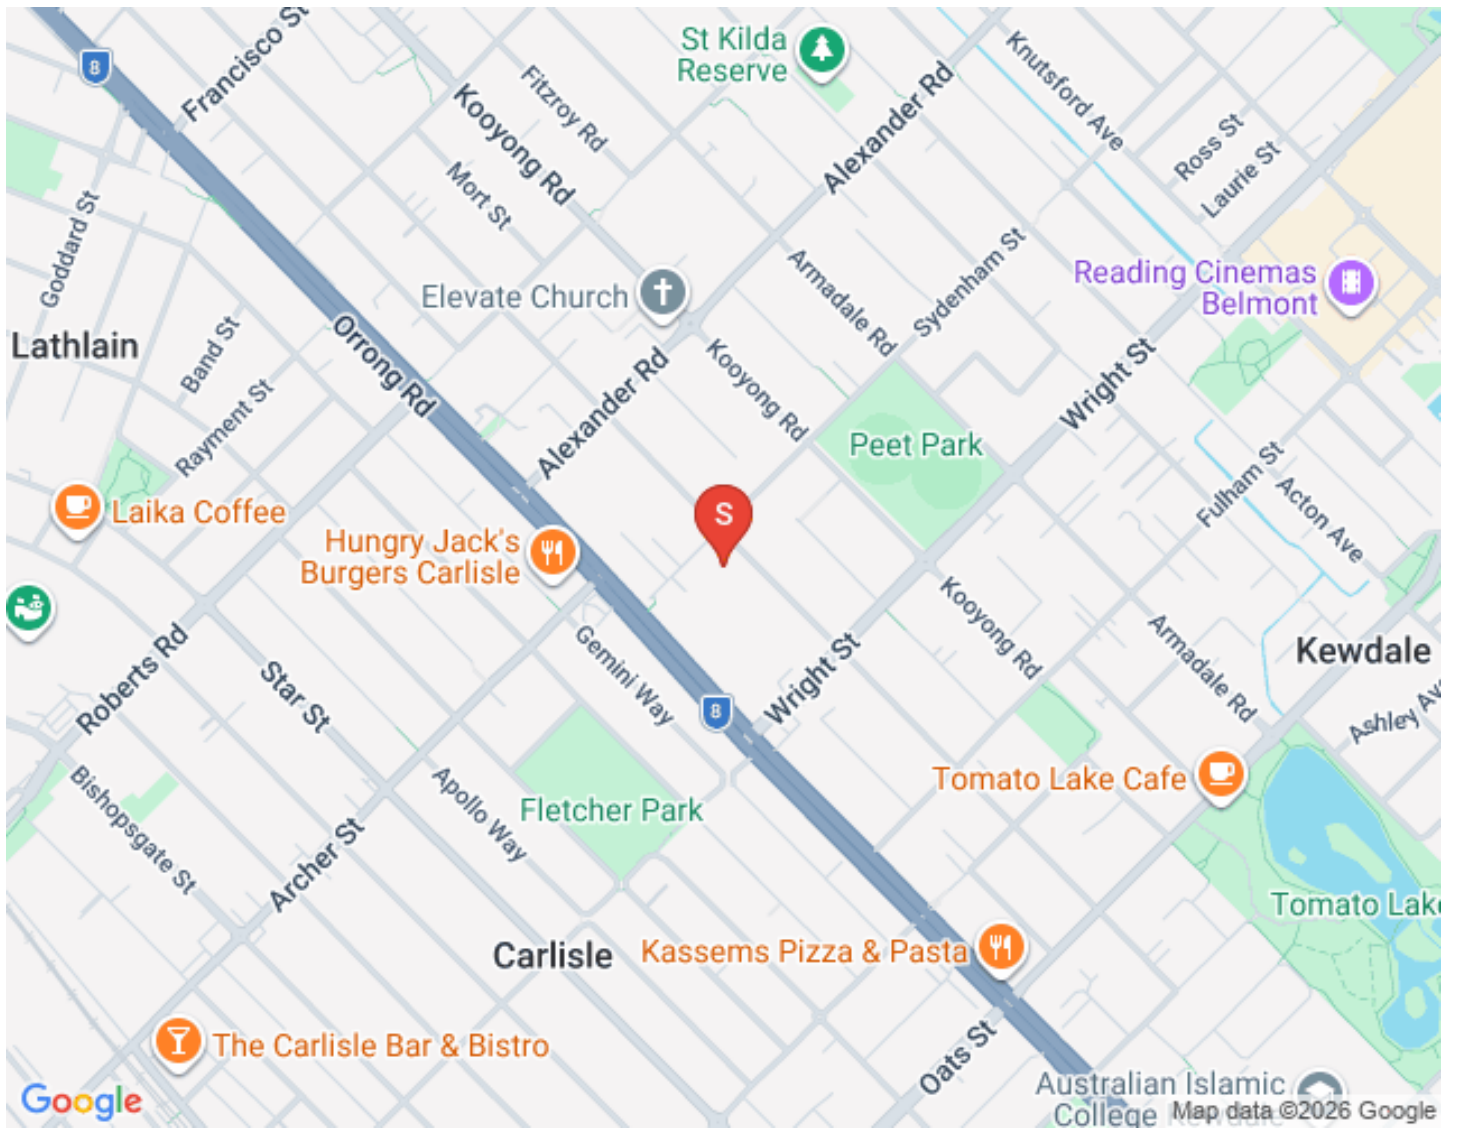 8
Francisco St
St Kilda
Reserve
Knutsford Ave
Fitzroy Rd
Kooyong Rd
Alexander Rd
Ross St
Laurie St
Mort St
Goddard St
Sydenham St
Armadale Rd
Reading Cinemas
Belmont
Elevate Church
Lathlain
Band St
Orrong Rd
Kooyong Rd
Wright St
Rayment St
Alexander Rd
Peet Park
Fulham St
Acton Ave
Laika Coffee
S
Hungry Jack's
Burgers Carlisle
Kooyong Rd
Gemini Way
Armadale Rd
Kewdale
Roberts Rd
Star St
Wright St
8
Ashley Av
Tomato Lake Cafe
Bishopsgate St
Apollo Way
Fletcher Park
Archer St
Tomato Lake
Carlisle
Kassems Pizza & Pasta
The Carlisle Bar & Bistro
Oats St
Australian Islamic
College Kewdale
Google
Map data ©2026 Google